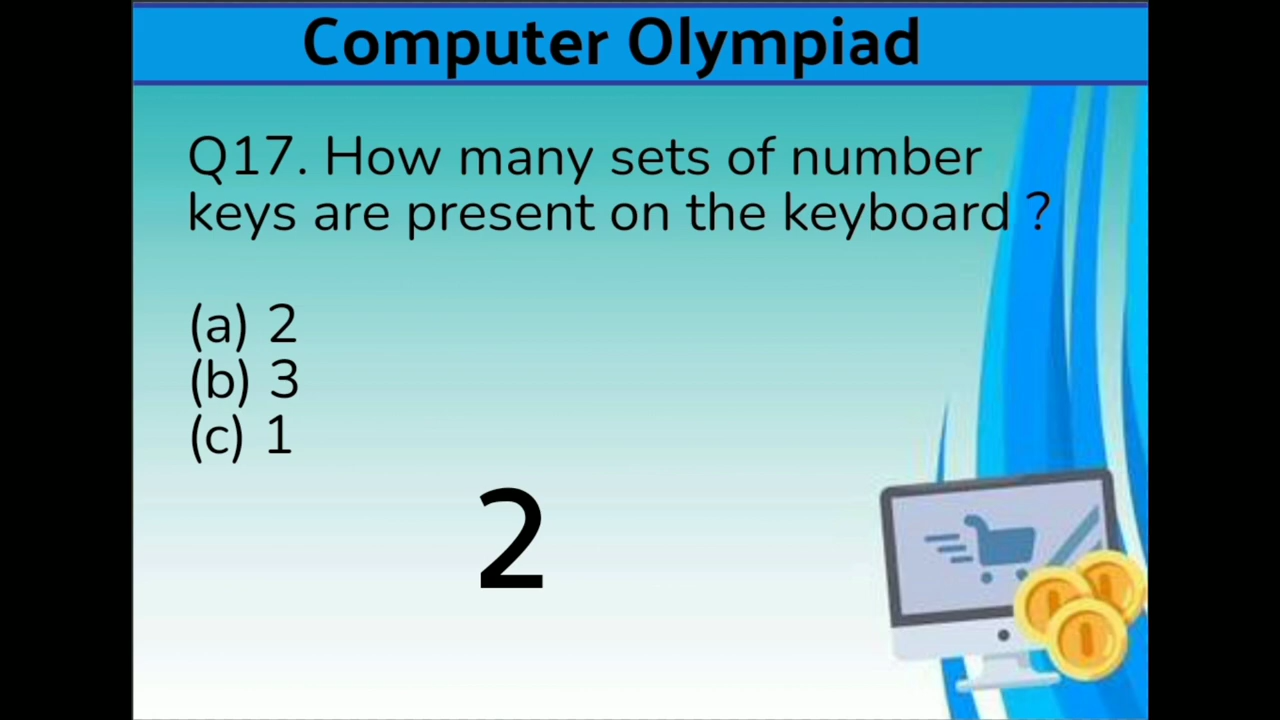 Computer Olympiad
Q17. How many sets of number
keys are present on the keyboard ?
(a) 2
(b) 3
(c) 1
2